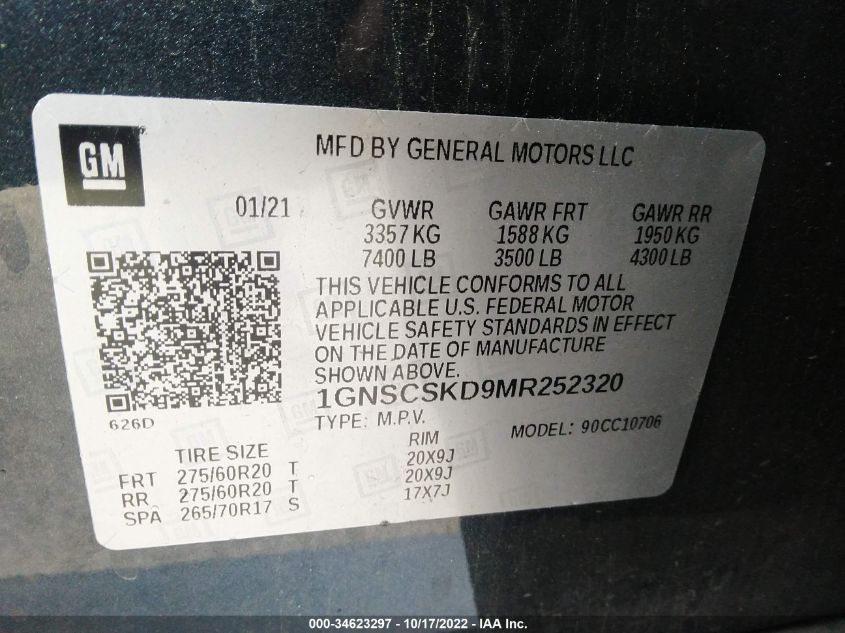 GM
MFD BY GENERAL MOTORS LLC
01/21 GVWR GAWR FRT GAWR RR
3357 KG 1588 KG 1950 KG
7400 LB 3500 LB 4300 LB
THIS VEHICLE CONFORMS TO ALL
APPLICABLE U.S. FEDERAL MOTOR
VEHICLE SAFETY STANDARDS IN EFFECT
ON THE DATE OF MANUFACTURE
SHOWN ABOVE.
1GNSCSKD9MR252320
626D TYPE: M.P.V. MODEL: 90CC10706
TIRE SIZE RIM
FRT 275/60R20 T 20X9J
RR 275/60R20 T 20X9J
SPA 265/70R17 S 17X7J
000-34623297 - 10/17/2022 - IAA Inc.